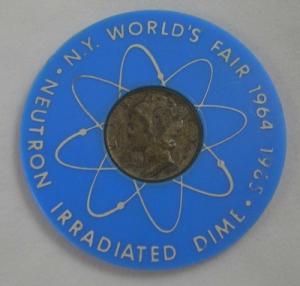 N.Y. WORLD'S FAIR 1964 1965 •
NEUTRON IRRADIATED DIME •